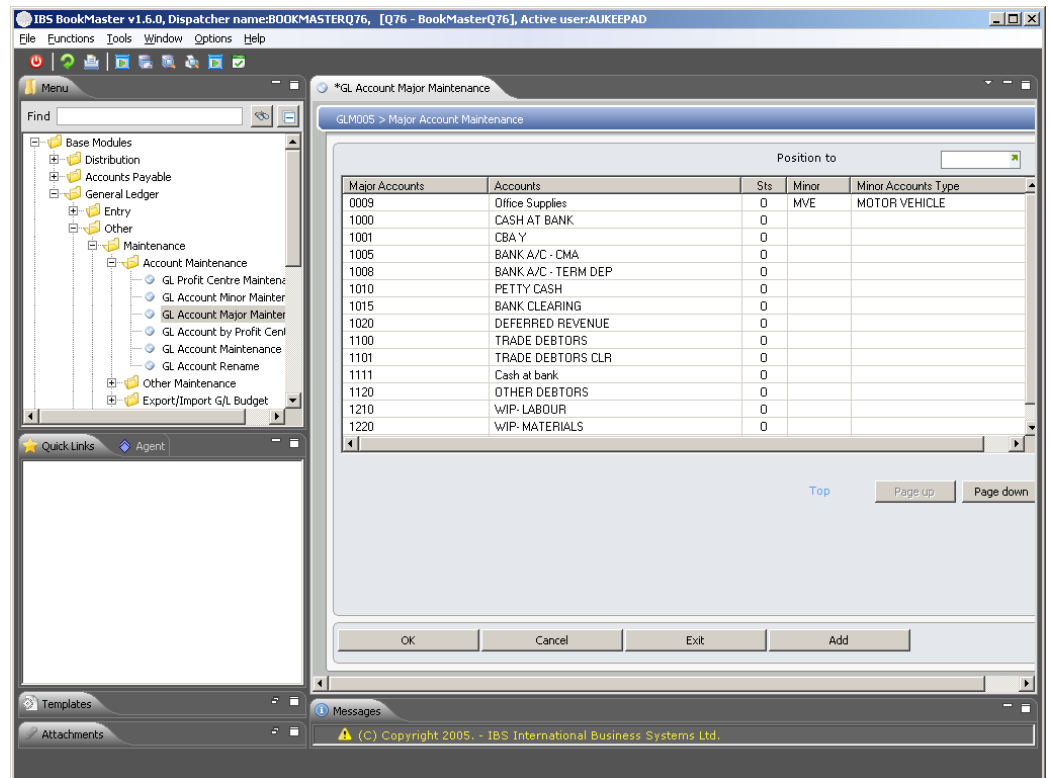 IBS BookMaster v1.6.0, Dispatcher name:BOOKMASTERQ76, [Q76 - BookMasterQ76], Active user:AUKEEPAD
File Functions Tools Window Options Help
Menu
Find
Base Modules
Distribution
Accounts Payable
General Ledger
Entry
Other
Maintenance
Account Maintenance
GL Profit Centre Maintena
GL Account Minor Mainter
GL Account Major Mainter
GL Account by Profit Cent
GL Account Maintenance
GL Account Rename
Other Maintenance
Export/Import G/L Budget
Quick Links Agent
Templates
Attachments
*GL Account Major Maintenance
GLM005 > Major Account Maintenance
Position to
Major Accounts Accounts Sts Minor Minor Accounts Type
0009 Office Supplies 0 MVE MOTOR VEHICLE
1000 CASH AT BANK 0
1001 CBA Y 0
1005 BANK A/C - CMA 0
1008 BANK A/C - TERM DEP 0
1010 PETTY CASH 0
1015 BANK CLEARING 0
1020 DEFERRED REVENUE 0
1100 TRADE DEBTORS 0
1101 TRADE DEBTORS CLR 0
1111 Cash at bank 0
1120 OTHER DEBTORS 0
1210 WIP- LABOUR 0
1220 WIP- MATERIALS 0
Top Page up Page down
OK Cancel Exit Add
Messages
(C) Copyright 2005. - IBS International Business Systems Ltd.